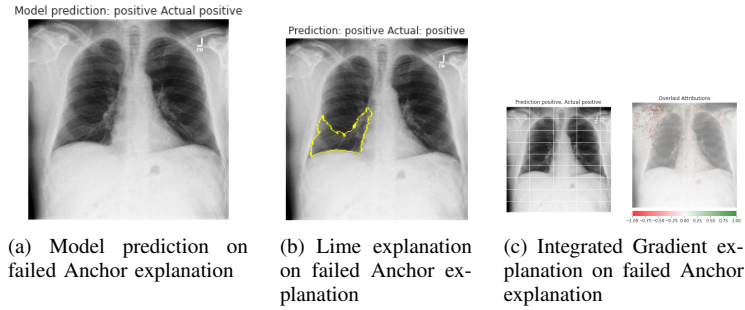 Model prediction: positive Actual positive
L
Prediction: positive Actual: positive
L
Prediction positive, Actual positive
Overlaid Attributions
−1.00 −0.75 −0.50 −0.25 0.00 0.25 0.50 0.75 1.00
(a) Model prediction on
failed Anchor explanation
(b) Lime explanation
on failed Anchor ex-
planation
(c) Integrated Gradient ex-
planation on failed Anchor
explanation